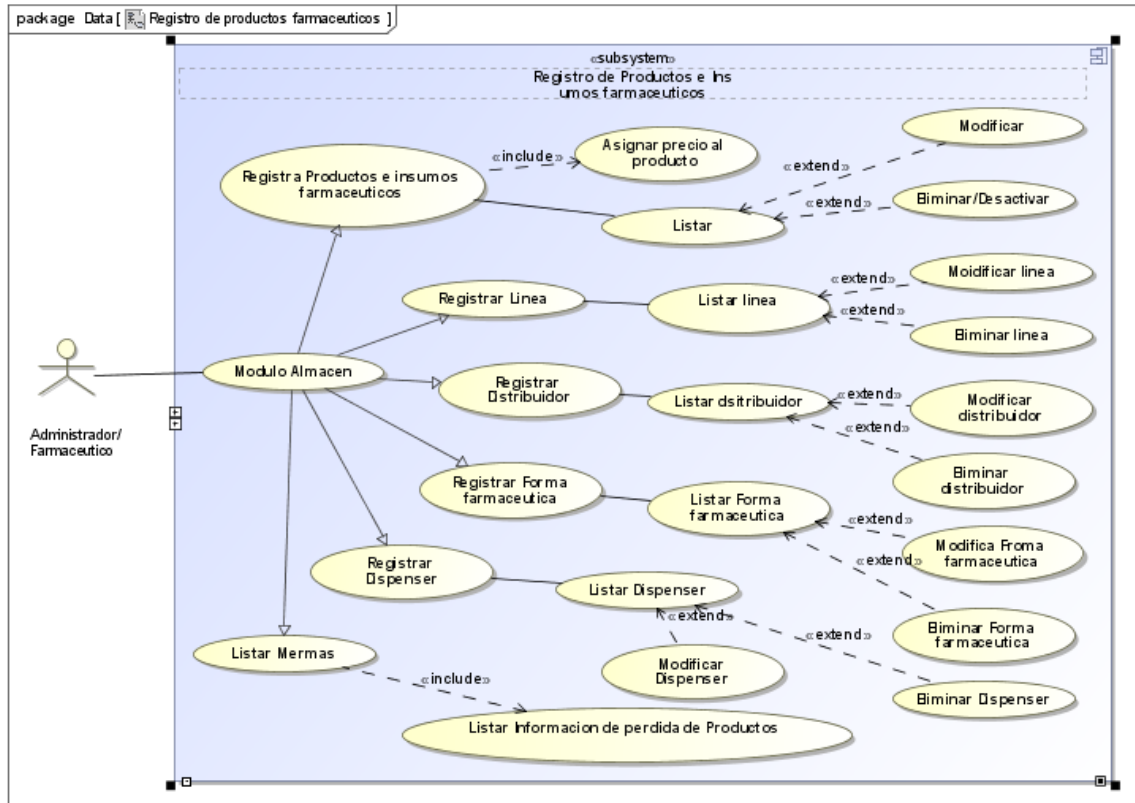 package Data [ Registro de productos farmaceuticos ]
«subsystem»
Registro de Productos e Ins
umos farmaceuticos
Modificar
Asignar precio al
producto
«include»
«extend»
Registra Productos e insumos
farmaceuticos
Eliminar/Desactivar
«extend»
Listar
Moidificar linea
«extend»
Registrar Linea
Listar linea
«extend»
Eliminar linea
Modulo Almacen
Registrar
Distribuidor
«extend»
Listar dsitribuidor
Modificar
distribuidor
«extend»
Administrador/
Farmaceutico
Eliminar
distribuidor
Registrar Forma
farmaceutica
Listar Forma
farmaceutica
«extend»
Modifica Froma
farmaceutica
«extend»
Registrar
Dispenser
Listar Dispenser
«extend»
Eliminar Forma
farmaceutica
«extend»
Listar Mermas
Modificar
Dispenser
«include»
Eliminar Dispenser
Listar Informacion de perdida de Productos